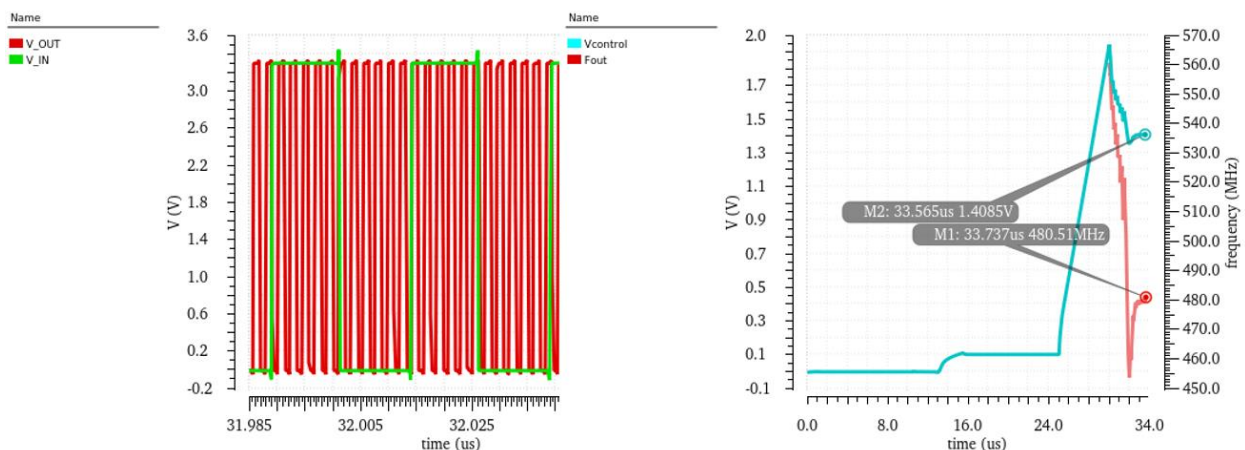 Name
V_OUT
V_IN
3.6
3.0
2.6
2.2
1.8
1.4
1.0
0.6
0.2
-0.2
V (V)
31.985 32.005 32.025
time (us)
Name
Vcontrol
Fout
2.0
1.7
1.5
1.3
1.1
0.9
0.7
0.5
0.3
0.1
-0.1
V (V)
M2: 33.565us 1.4085V
M1: 33.737us 480.51MHz
570.0
560.0
550.0
540.0
530.0
520.0
510.0
500.0
490.0
480.0
470.0
460.0
450.0
frequency (MHz)
0.0 8.0 16.0 24.0 34.0
time (us)